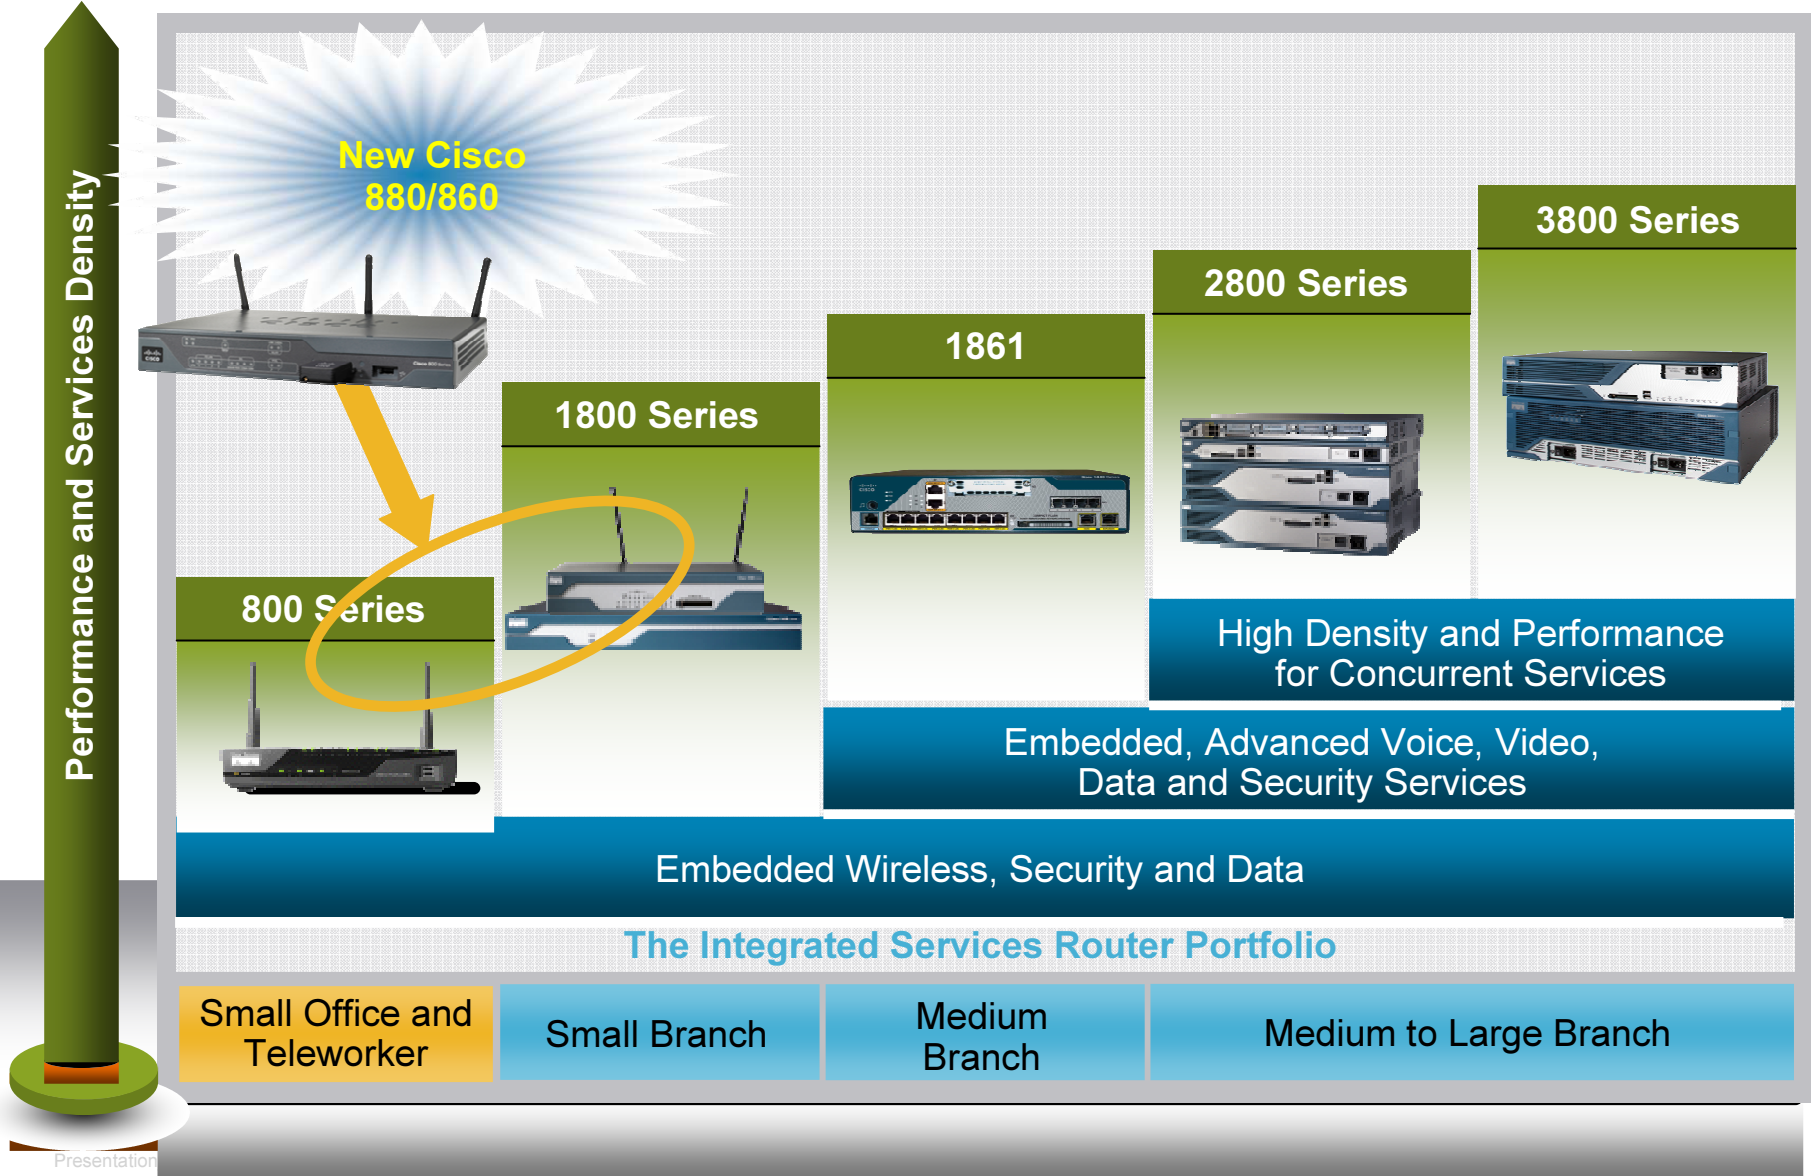 New Cisco
880/860
Performance and Services Density
3800 Series
2800 Series
1861
1800 Series
800 Series
High Density and Performance
for Concurrent Services
Embedded, Advanced Voice, Video,
Data and Security Services
Embedded Wireless, Security and Data
The Integrated Services Router Portfolio
Small Office and
Teleworker
Small Branch
Medium
Branch
Medium to Large Branch
Presentation